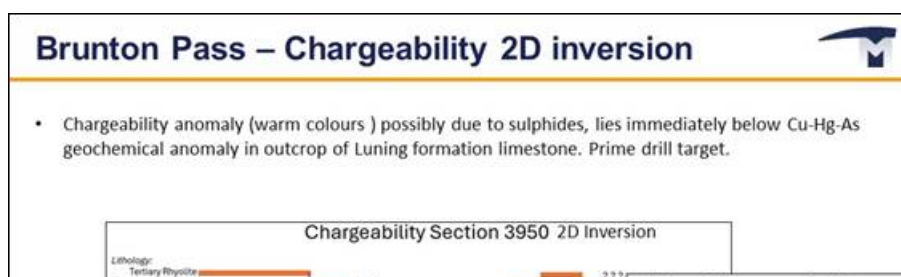 Brunton Pass – Chargeability 2D inversion
M
• Chargeability anomaly (warm colours ) possibly due to sulphides, lies immediately below Cu-Hg-As
geochemical anomaly in outcrop of Luning formation limestone. Prime drill target.
Chargeability Section 3950 2D Inversion
Lithology:
Tertiary Rhyolite
???